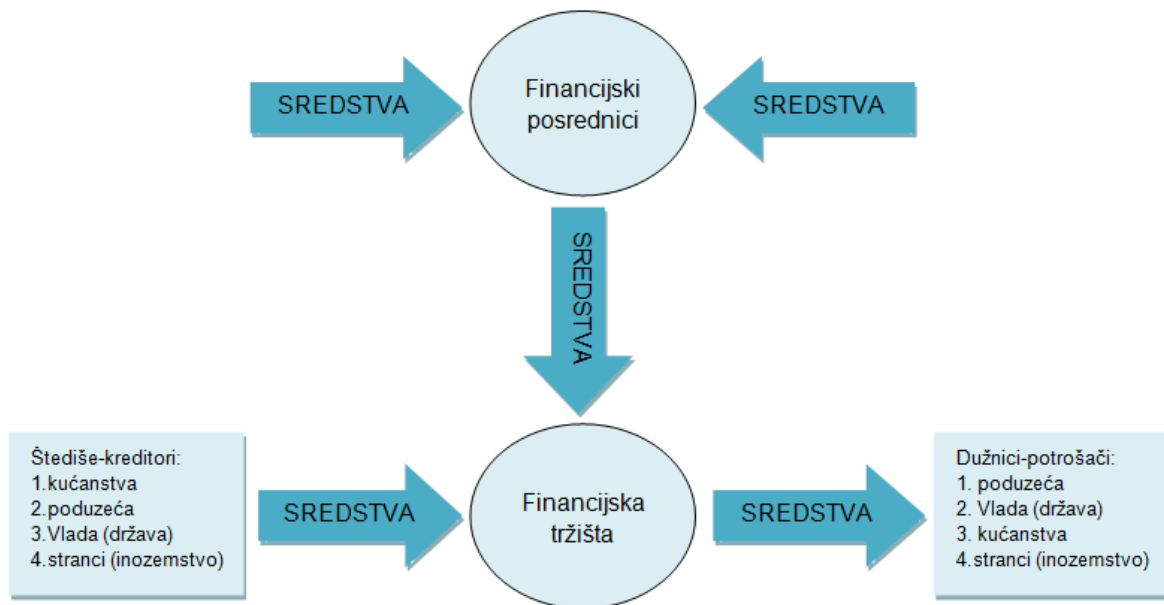 SREDSTVA
Financijski
posrednici
SREDSTVA
SREDSTVA
Štediše-kreditori:
1.kućanstva
2.poduzeća
3.Vlada (država)
4.stranci (inozemstvo)
SREDSTVA
Financijska
tržišta
SREDSTVA
Dužnici-potrošači:
1. poduzeća
2. Vlada (država)
3. kućanstva
4.stranci (inozemstvo)